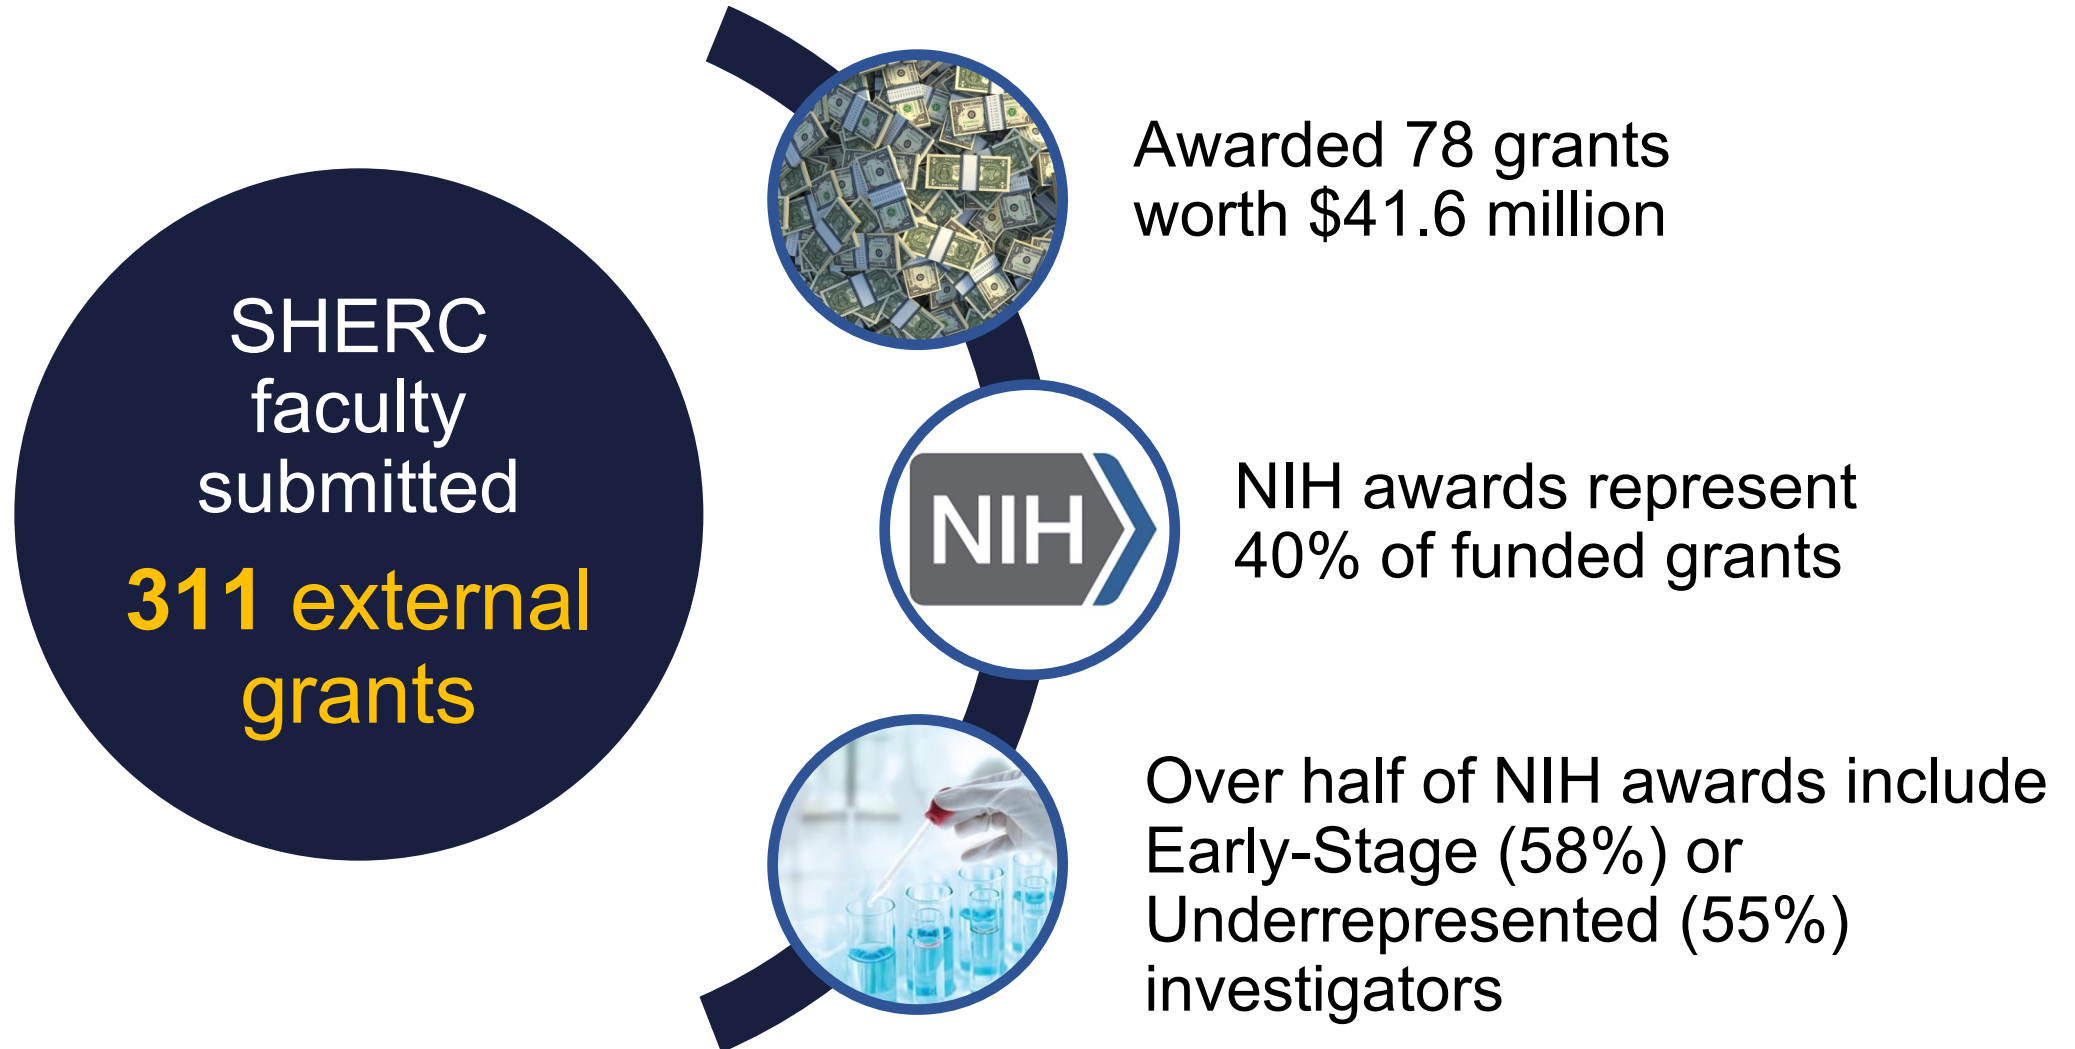 SHERC
faculty
submitted
311 external
grants
Awarded 78 grants
worth $41.6 million
NIH
NIH awards represent
40% of funded grants
Over half of NIH awards include
Early-Stage (58%) or
Underrepresented (55%)
investigators